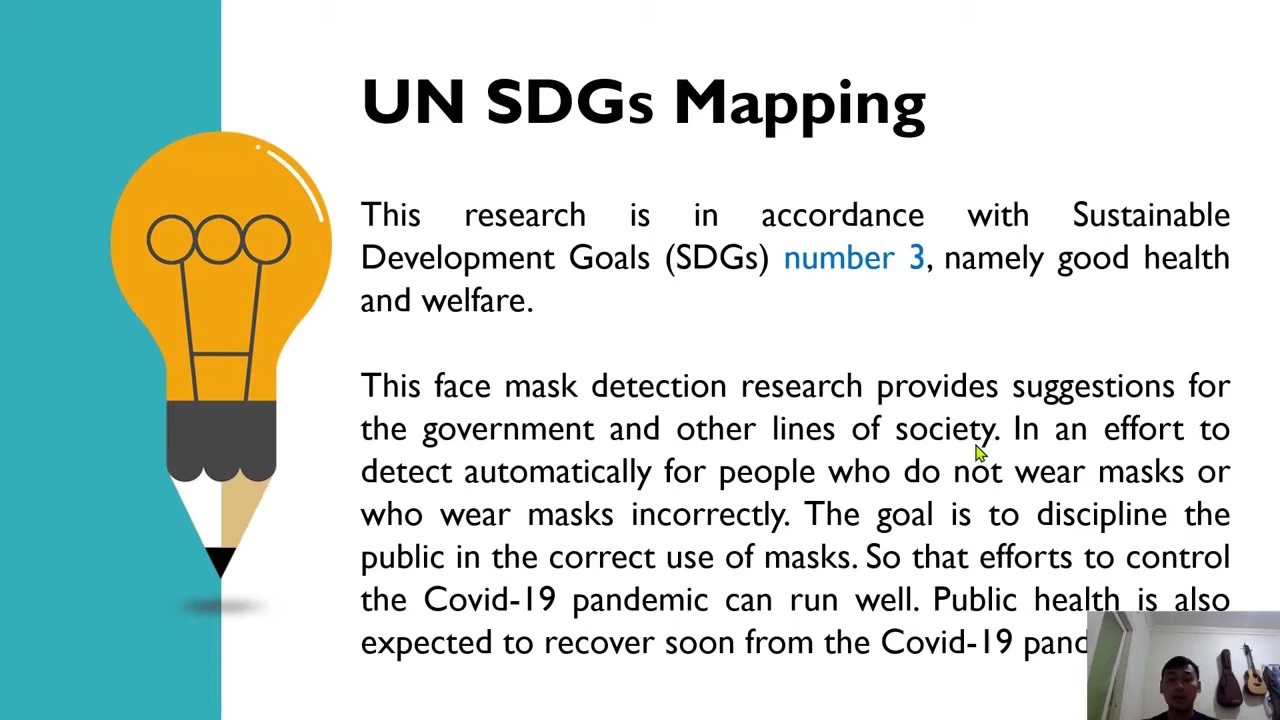 UN SDGs Mapping
This research is in accordance with Sustainable
Development Goals (SDGs) number 3, namely good health
and welfare.
This face mask detection research provides suggestions for
the government and other lines of society. In an effort to
detect automatically for people who do not wear masks or
who wear masks incorrectly. The goal is to discipline the
public in the correct use of masks. So that efforts to control
the Covid-19 pandemic can run well. Public health is also
expected to recover soon from the Covid-19